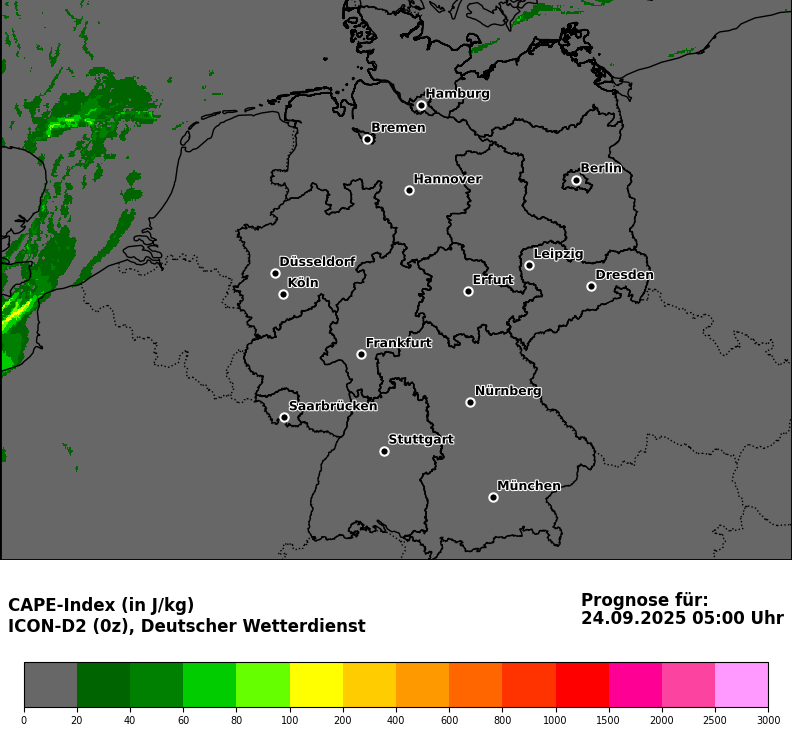 Hamburg
Bremen
Berlin
Hannover
Düsseldorf
Leipzig
Köln
Erfurt
Dresden
Frankfurt
Nürnberg
Saarbrücken
Stuttgart
München
CAPE-Index (in J/kg)
ICON-D2 (0z), Deutscher Wetterdienst
Prognose für:
24.09.2025 05:00 Uhr
0 20 40 60 80 100 200 400 600 800 1000 1500 2000 2500 3000